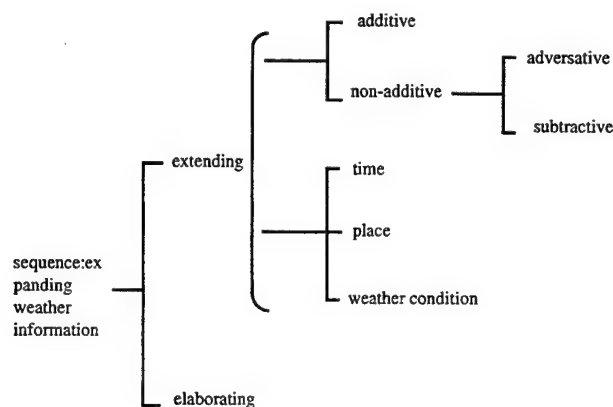 additive
adversative
non-additive
subtractive
extending
time
place
sequence:ex
panding
weather
information
weather condition
elaborating